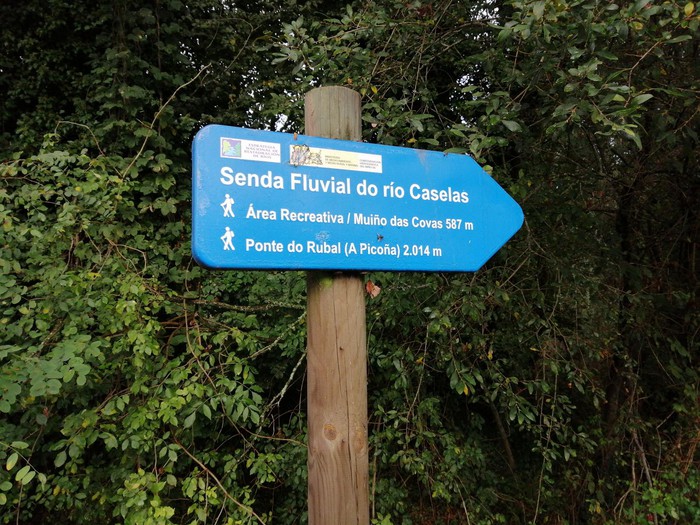 Senda Fluvial do río Caselas
Área Recreativa / Muiño das Covas 587 m
Ponte do Rubal (A Picoña) 2.014 m